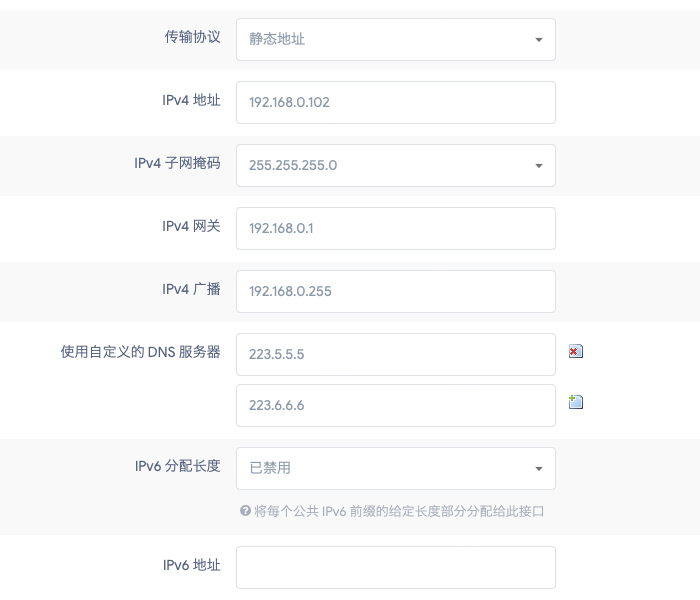 传输协议 静态地址
IPv4 地址 192.168.0.102
IPv4 子网掩码 255.255.255.0
IPv4 网关 192.168.0.1
IPv4 广播 192.168.0.255
使用自定义的 DNS 服务器 223.5.5.5
223.6.6.6
IPv6 分配长度 已禁用
将每个公共 IPv6 前缀的给定长度部分分配给此接口
IPv6 地址